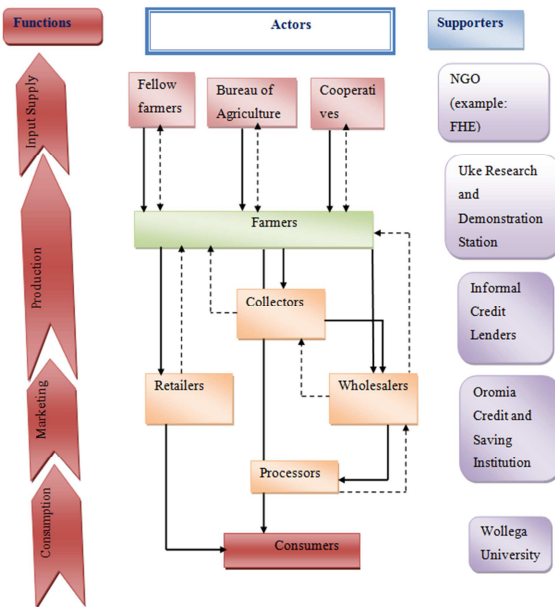 Functions
Actors
Supporters
Input Supply
Production
Marketing
Consumption
Fellow
farmers
Bureau of
Agriculture
Cooperati
ves
Farmers
Collectors
Retailers
Wholesalers
Processors
Consumers
NGO
(example:
FHE)
Uke Research
and
Demonstration
Station
Informal
Credit
Lenders
Oromia
Credit and
Saving
Institution
Wollega
University